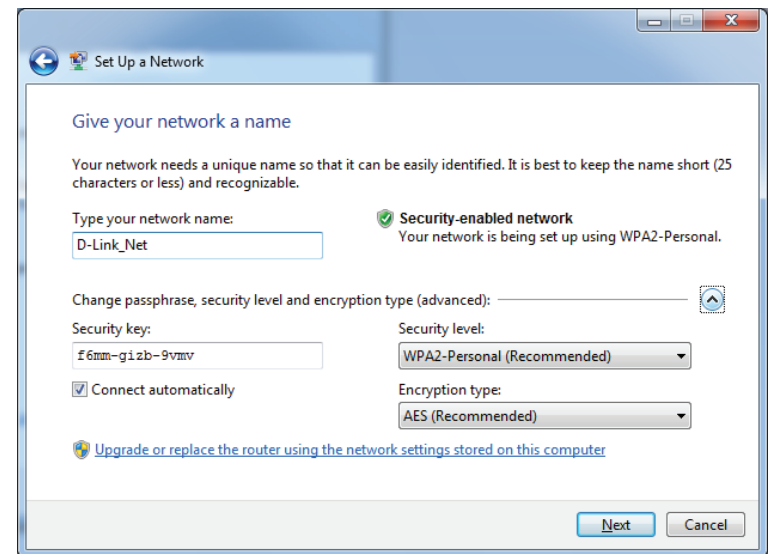 Set Up a Network
Give your network a name
Your network needs a unique name so that it can be easily identified. It is best to keep the name short (25
characters or less) and recognizable.
Type your network name:
D-Link_Net
Security-enabled network
Your network is being set up using WPA2-Personal.
Change passphrase, security level and encryption type (advanced):
Security key:
f6mm-gizb-9vmv
Security level:
WPA2-Personal (Recommended)
Connect automatically
Encryption type:
AES (Recommended)
Upgrade or replace the router using the network settings stored on this computer
Next
Cancel